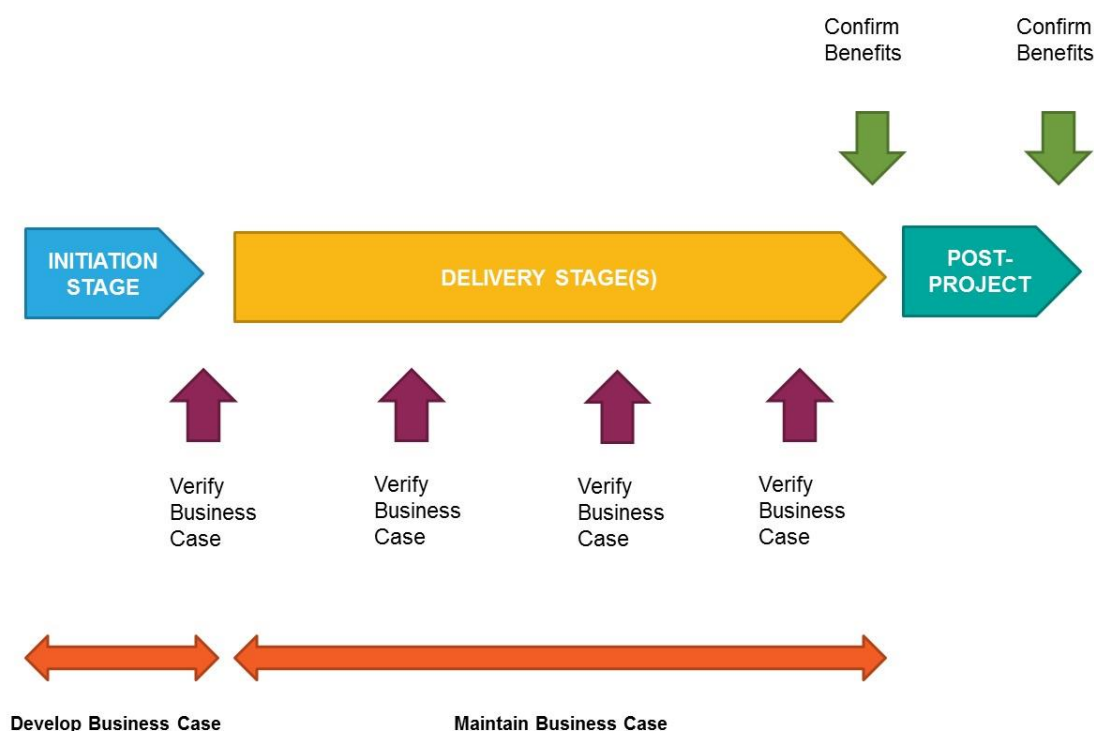 Confirm
Benefits
Confirm
Benefits
INITIATION
STAGE
DELIVERY STAGE(S)
POST-
PROJECT
Verify
Business
Case
Verify
Business
Case
Verify
Business
Case
Verify
Business
Case
Develop Business Case
Maintain Business Case